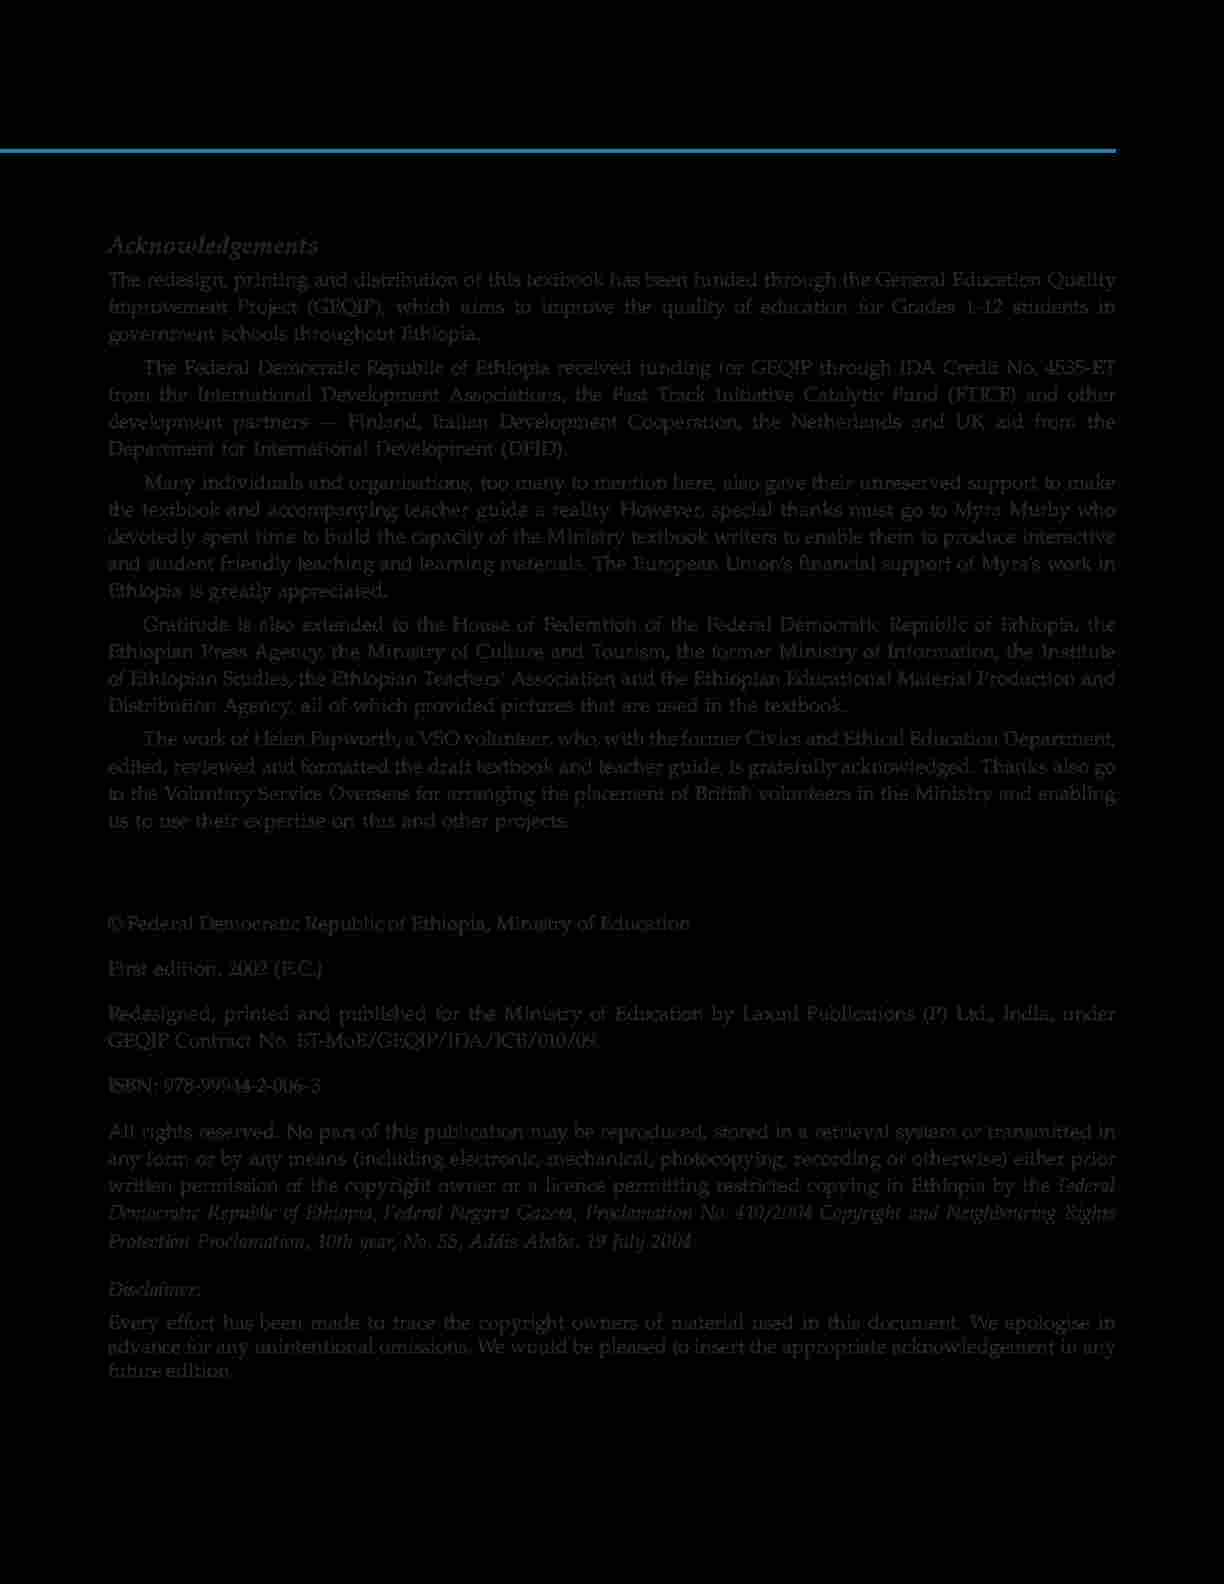 Acknowledgements
The redesign, printing and distribution of this textbook has been funded through the General Education Quality
Improvement Project (GEQIP), which aims to improve the quality of education for Grades 1-12 students in
government schools throughout Ethiopia.
The Federal Democratic Republic of Ethiopia received funding for GEQIP through IDA Credit No. 4535-ET
from the International Development Associations, the Fast Track Initiative Catalytic Fund (FTICF) and other
development partners — Finland, Italian Development Cooperation, the Netherlands and UK aid from the
Department for International Development (DFID).
Many individuals and organisations, too many to mention here, also gave their unreserved support to make
the textbook and accompanying teacher guide a reality. However, special thanks must go to Myra Murby who
devotedly spent time to build the capacity of the Ministry textbook writers to enable them to produce interactive
and student friendly teaching and learning materials. The European Union's financial support of Myra's work in
Ethiopia is greatly appreciated.
Gratitude is also extended to the House of Federation of the Federal Democratic Republic of Ethiopia, the
Ethiopian Press Agency, the Ministry of Culture and Tourism, the former Ministry of Information, the Institute
of Ethiopian Studies, the Ethiopian Teachers' Association and the Ethiopian Educational Material Production and
Distribution Agency, all of which provided pictures that are used in the textbook.
The work of Helen Papworth, a VSO volunteer, who, with the former Civics and Ethical Education Department,
edited, reviewed and formatted the draft textbook and teacher guide, is gratefully acknowledged. Thanks also go
to the Voluntary Service Overseas for arranging the placement of British volunteers in the Ministry and enabling
us to use their expertise on this and other projects.
© Federal Democratic Republic of Ethiopia, Ministry of Education
First edition, 2002 (E.C.)
Redesigned, printed and published for the Ministry of Education by Laxmi Publications (P) Ltd., India, under
GEQIP Contract No. ET-MoE/GEQIP/IDA/ICB/010/09.
ISBN: 978-99944-2-006-3
All rights reserved. No part of this publication may be reproduced, stored in a retrieval system or transmitted in
any form or by any means (including electronic, mechanical, photocopying, recording or otherwise) either prior
written permission of the copyright owner or a licence permitting restricted copying in Ethiopia by the Federal
Democratic Republic of Ethiopia, Federal Negarit Gazeta, Proclamation No. 410/2004 Copyright and Neighbouring Rights
Protection Proclamation, 10th year, No. 55, Addis Ababa, 19 July 2004.
Disclaimer:
Every effort has been made to trace the copyright owners of material used in this document. We apologise in
advance for any unintentional omissions. We would be pleased to insert the appropriate acknowledgement in any
future edition.